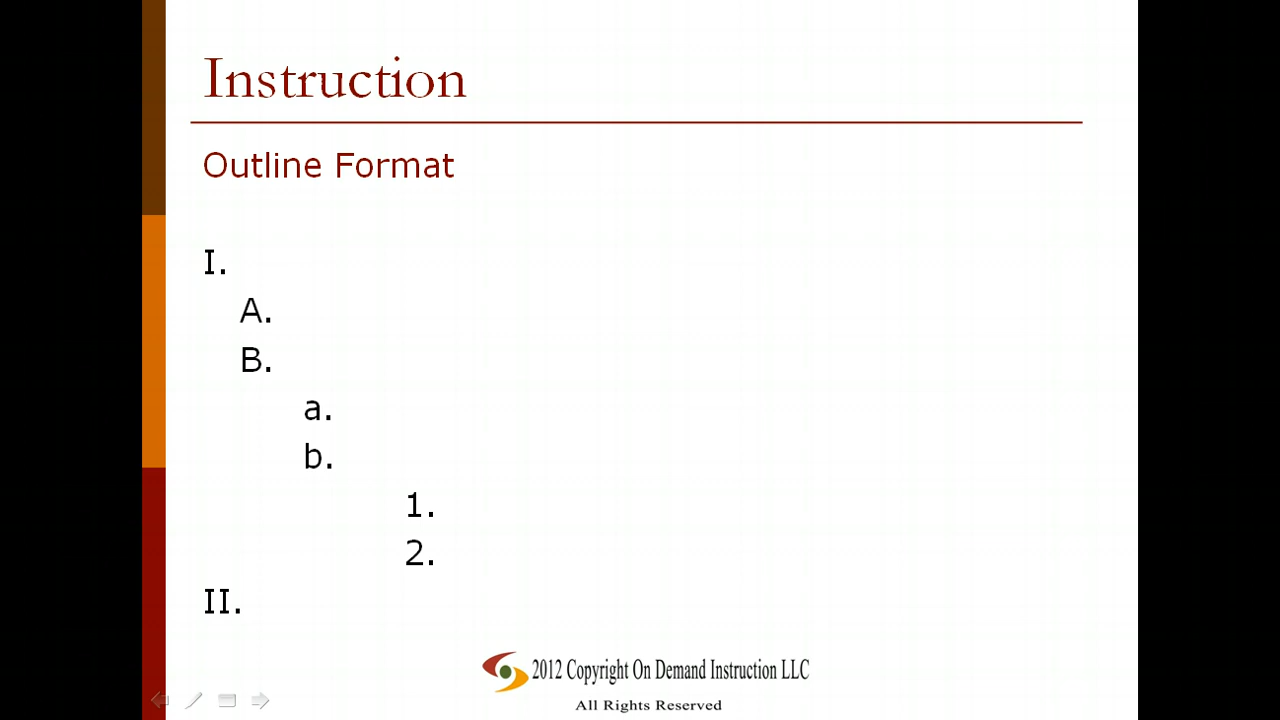 Instruction
Outline Format
I.
A.
B.
a.
b.
1.
2.
II.
2012 Copyright On Demand Instruction LLC
All Rights Reserved